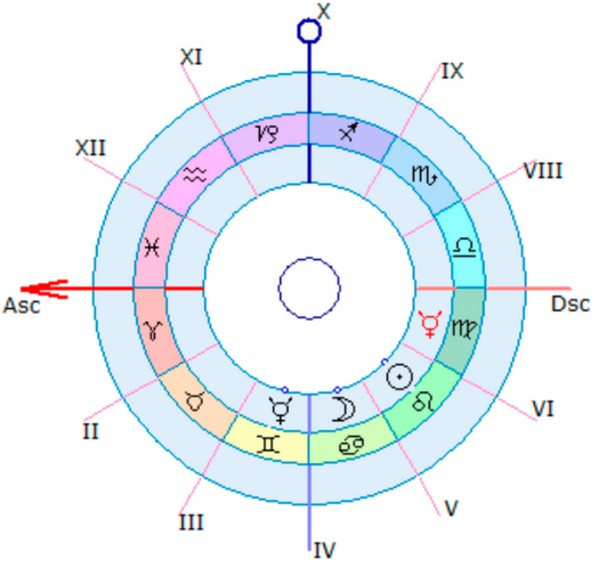 X
XI
IX
XII
VIII
♑ ♐
♒ ♏
♓ ♎
Asc
Dsc
♈ ☿ ♍
♉ ☿ ☽ ☉ ♌
♊ ♋
II
VI
III
V
IV